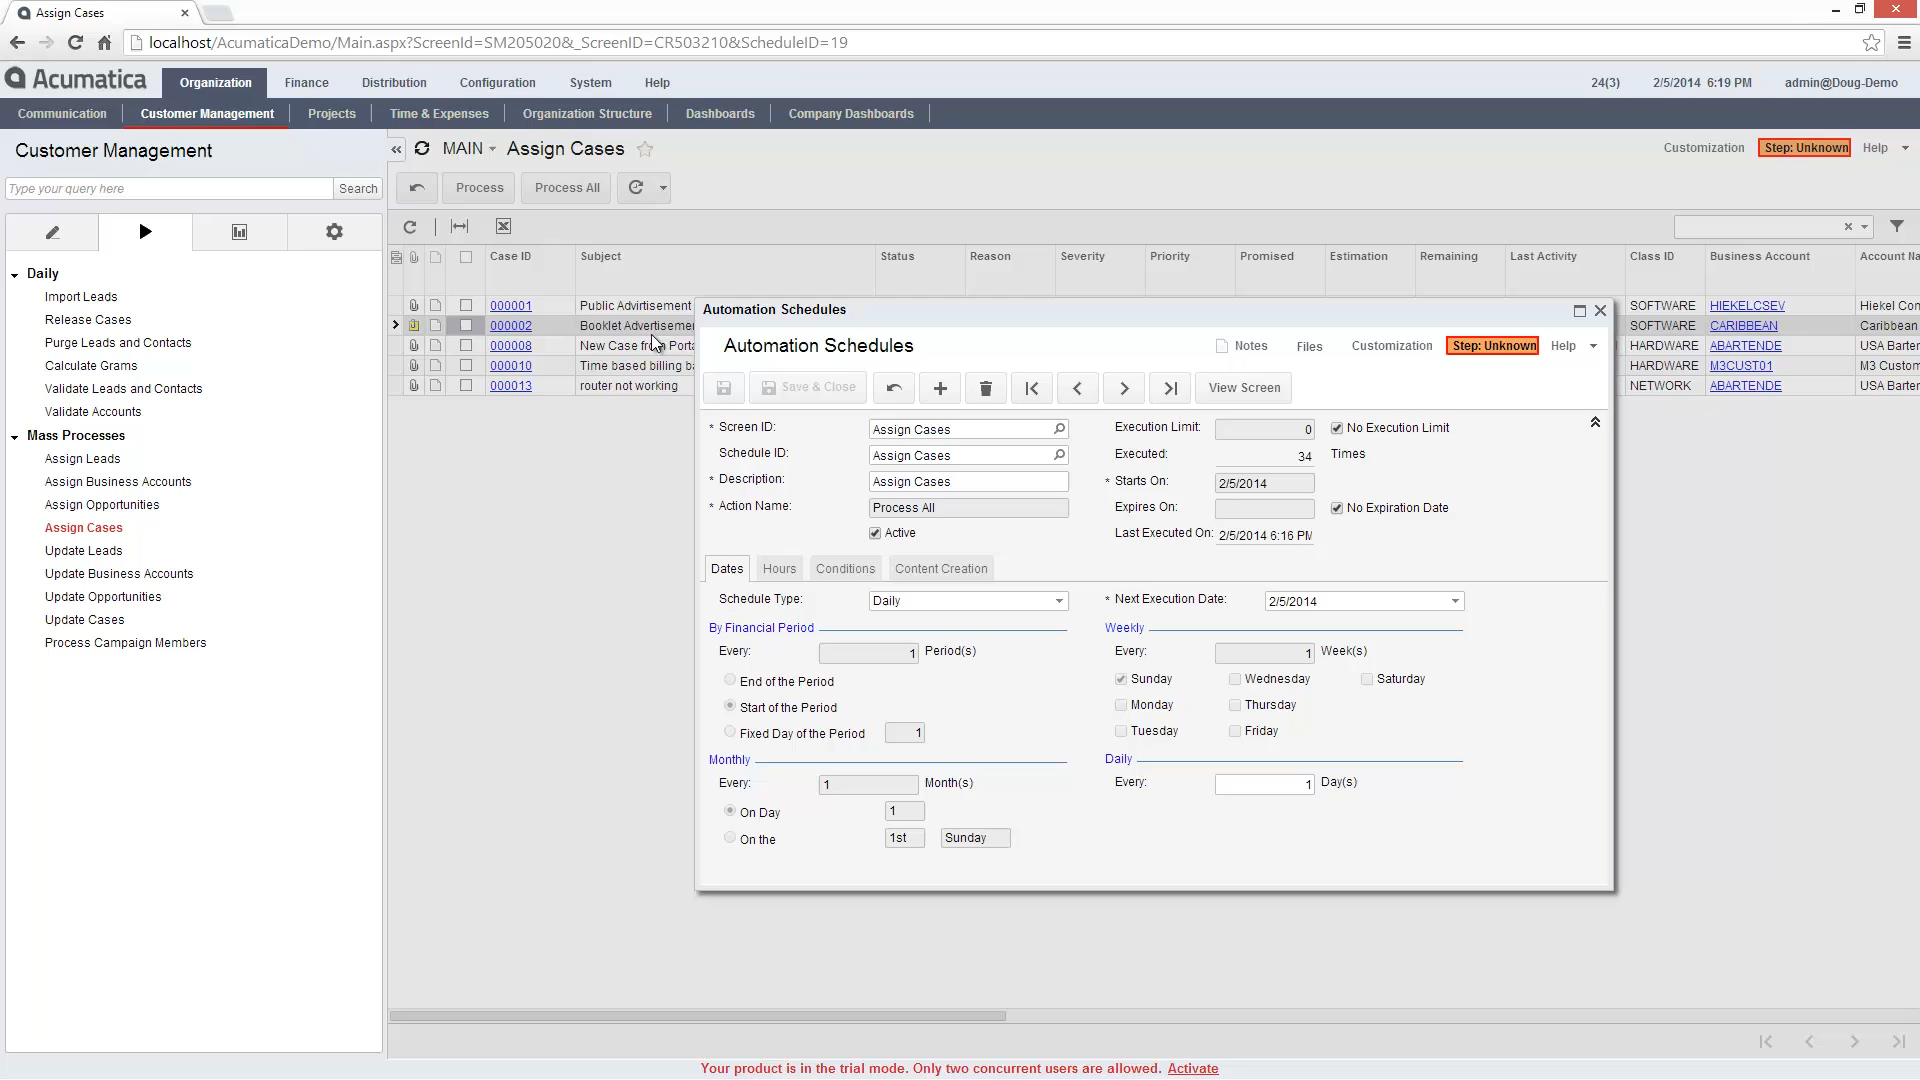 Assign Cases
localhost/AcumaticaDemo/Main.aspx?ScreenId=SM205020&_ScreenID=CR503210&ScheduleID=19
Acumatica Organization Finance Distribution Configuration System Help 24(3) 2/5/2014 6:19 PM admin@Doug-Demo
Communication Customer Management Projects Time & Expenses Organization Structure Dashboards Company Dashboards
Customer Management
Type your query here Search
Daily
Import Leads
Release Cases
Purge Leads and Contacts
Calculate Grams
Validate Leads and Contacts
Validate Accounts
Mass Processes
Assign Leads
Assign Business Accounts
Assign Opportunities
Assign Cases
Update Leads
Update Business Accounts
Update Opportunities
Update Cases
Process Campaign Members
MAIN Assign Cases Customization Step: Unknown Help
Process Process All
Case ID Subject Status Reason Severity Priority Promised Estimation Remaining Last Activity Class ID Business Account Account Na
000001 Public Advirtisement SOFTWARE HIEKELCSEV Hiekel Con
000002 Booklet Advertisemen SOFTWARE CARIBBEAN Caribbean
000008 New Case from Porta HARDWARE ABARTENDE USA Barten
000010 Time based billing ba HARDWARE M3CUST01 M3 Custom
000013 router not working NETWORK ABARTENDE USA Barten
Automation Schedules
Automation Schedules Notes Files Customization Step: Unknown Help
Save & Close View Screen
* Screen ID: Assign Cases Execution Limit: 0 No Execution Limit
Schedule ID: Assign Cases Executed: 34 Times
* Description: Assign Cases * Starts On: 2/5/2014
* Action Name: Process All Expires On: No Expiration Date
Active Last Executed On: 2/5/2014 6:16 PM
Dates Hours Conditions Content Creation
Schedule Type: Daily * Next Execution Date: 2/5/2014
By Financial Period Weekly
Every: 1 Period(s) Every: 1 Week(s)
End of the Period Sunday Wednesday Saturday
Start of the Period Monday Thursday
Fixed Day of the Period 1 Tuesday Friday
Monthly Daily
Every: 1 Month(s) Every: 1 Day(s)
On Day 1
On the 1st Sunday
Your product is in the trial mode. Only two concurrent users are allowed. Activate